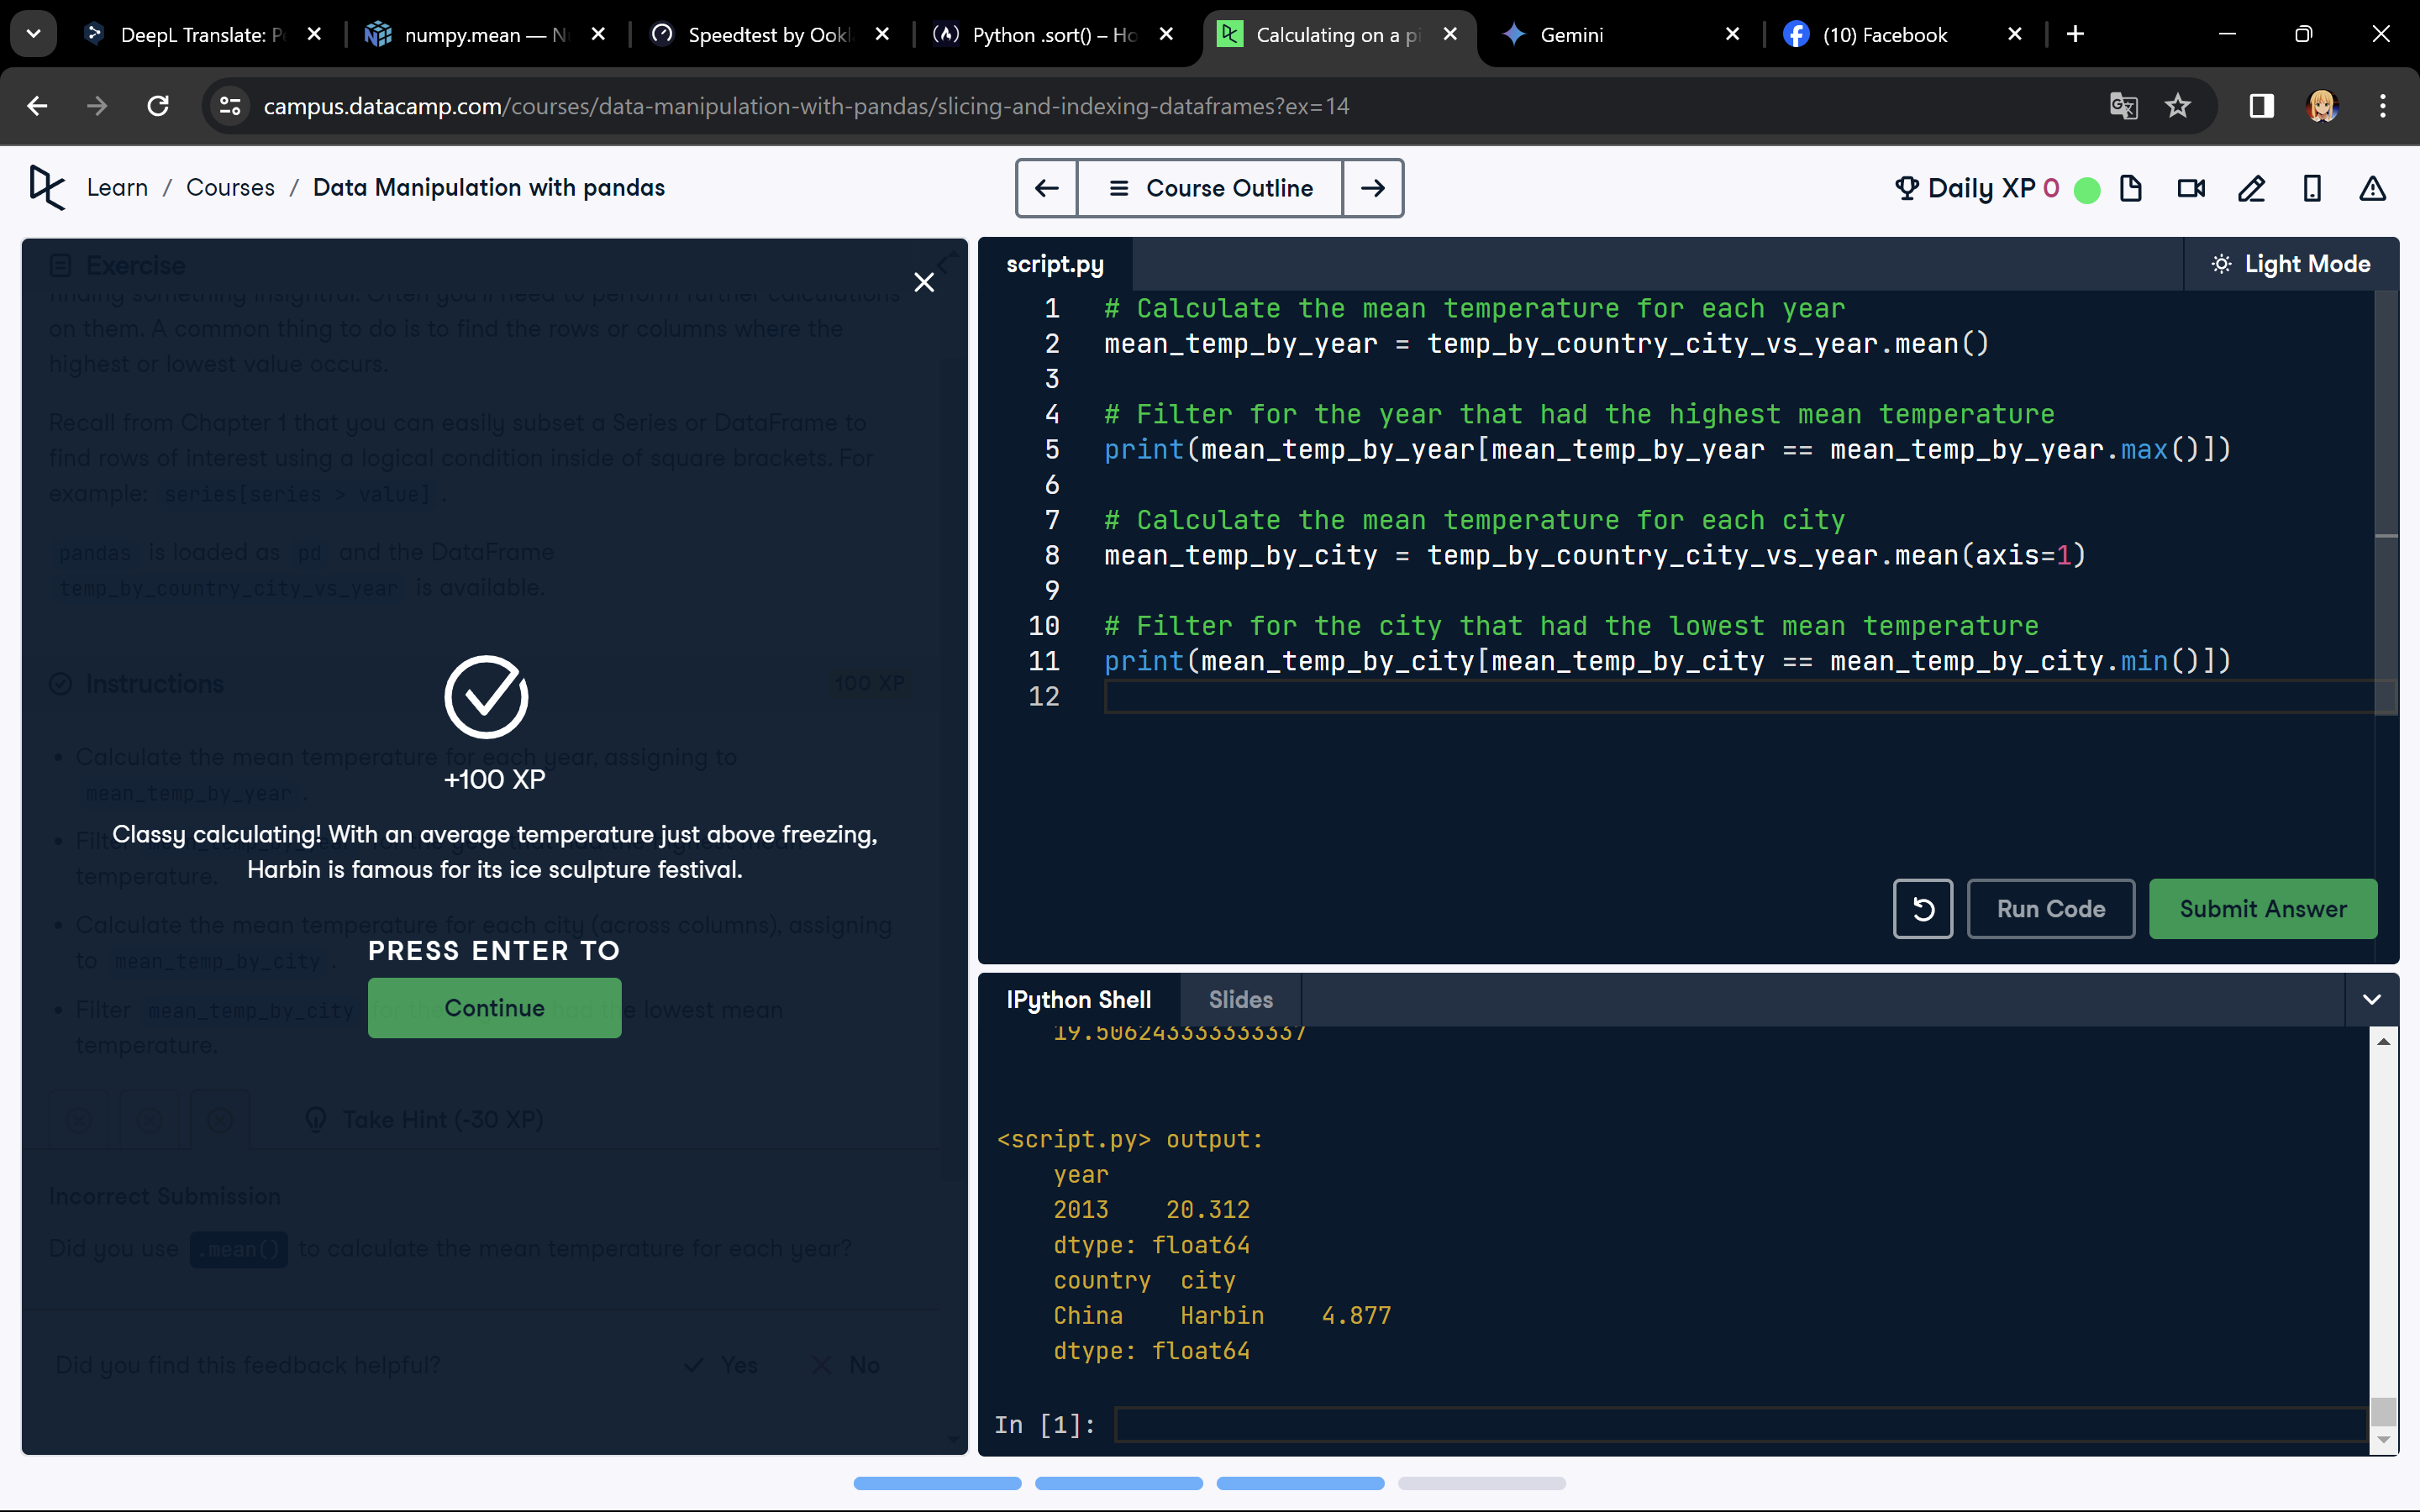 DeepL Translate: P
numpy.mean — N
Speedtest by Ookl
Python .sort() – Ho
Calculating on a pi
Gemini
(10) Facebook
campus.datacamp.com/courses/data-manipulation-with-pandas/slicing-and-indexing-dataframes?ex=14
Learn / Courses / Data Manipulation with pandas
Course Outline
Daily XP 0
Exercise
finding something insightful. Often you'll need to perform further calculations
on them. A common thing to do is to find the rows or columns where the
highest or lowest value occurs.
Recall from Chapter 1 that you can easily subset a Series or DataFrame to
find rows of interest using a logical condition inside of square brackets. For
example: series[series > value] .
pandas is loaded as pd and the DataFrame
temp_by_country_city_vs_year is available.
Instructions
100 XP
• Calculate the mean temperature for each year, assigning to
mean_temp_by_year .
+100 XP
Classy calculating! With an average temperature just above freezing,
Harbin is famous for its ice sculpture festival.
• Filter
temperature.
• Calculate the mean temperature for each city (across columns), assigning
to mean_temp_by_city .
PRESS ENTER TO
Continue
• Filter mean_temp_by_city for the had the lowest mean
temperature.
Take Hint (-30 XP)
Incorrect Submission
Did you use .mean() to calculate the mean temperature for each year?
Did you find this feedback helpful?
Yes
No
script.py
Light Mode
1 # Calculate the mean temperature for each year
2 mean_temp_by_year = temp_by_country_city_vs_year.mean()
3
4 # Filter for the year that had the highest mean temperature
5 print(mean_temp_by_year[mean_temp_by_year == mean_temp_by_year.max()])
6
7 # Calculate the mean temperature for each city
8 mean_temp_by_city = temp_by_country_city_vs_year.mean(axis=1)
9
10 # Filter for the city that had the lowest mean temperature
11 print(mean_temp_by_city[mean_temp_by_city == mean_temp_by_city.min()])
12
Run Code
Submit Answer
IPython Shell
Slides
19.506243333333337
<script.py> output:
year
2013 20.312
dtype: float64
country city
China Harbin 4.877
dtype: float64
In [1]: